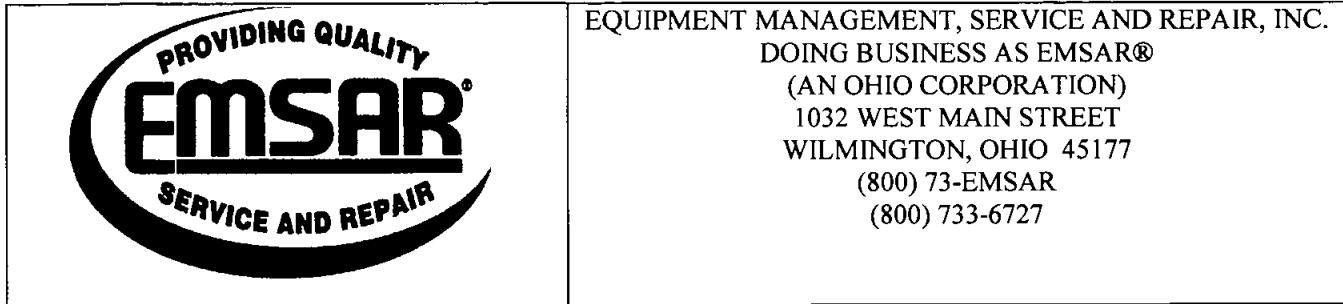 PROVIDING QUALITY
EMSAR®
SERVICE AND REPAIR
EQUIPMENT MANAGEMENT, SERVICE AND REPAIR, INC.
DOING BUSINESS AS EMSAR®
(AN OHIO CORPORATION)
1032 WEST MAIN STREET
WILMINGTON, OHIO 45177
(800) 73-EMSAR
(800) 733-6727